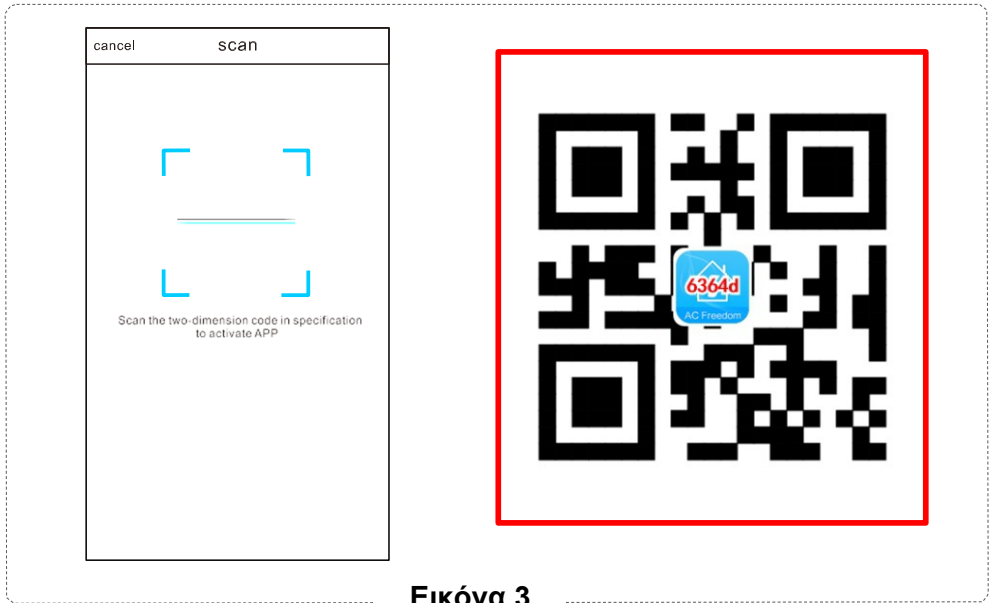 cancel scan
Scan the two-dimension code in specification
to activate APP
6364d
AC Freedom
Εικόνα 3